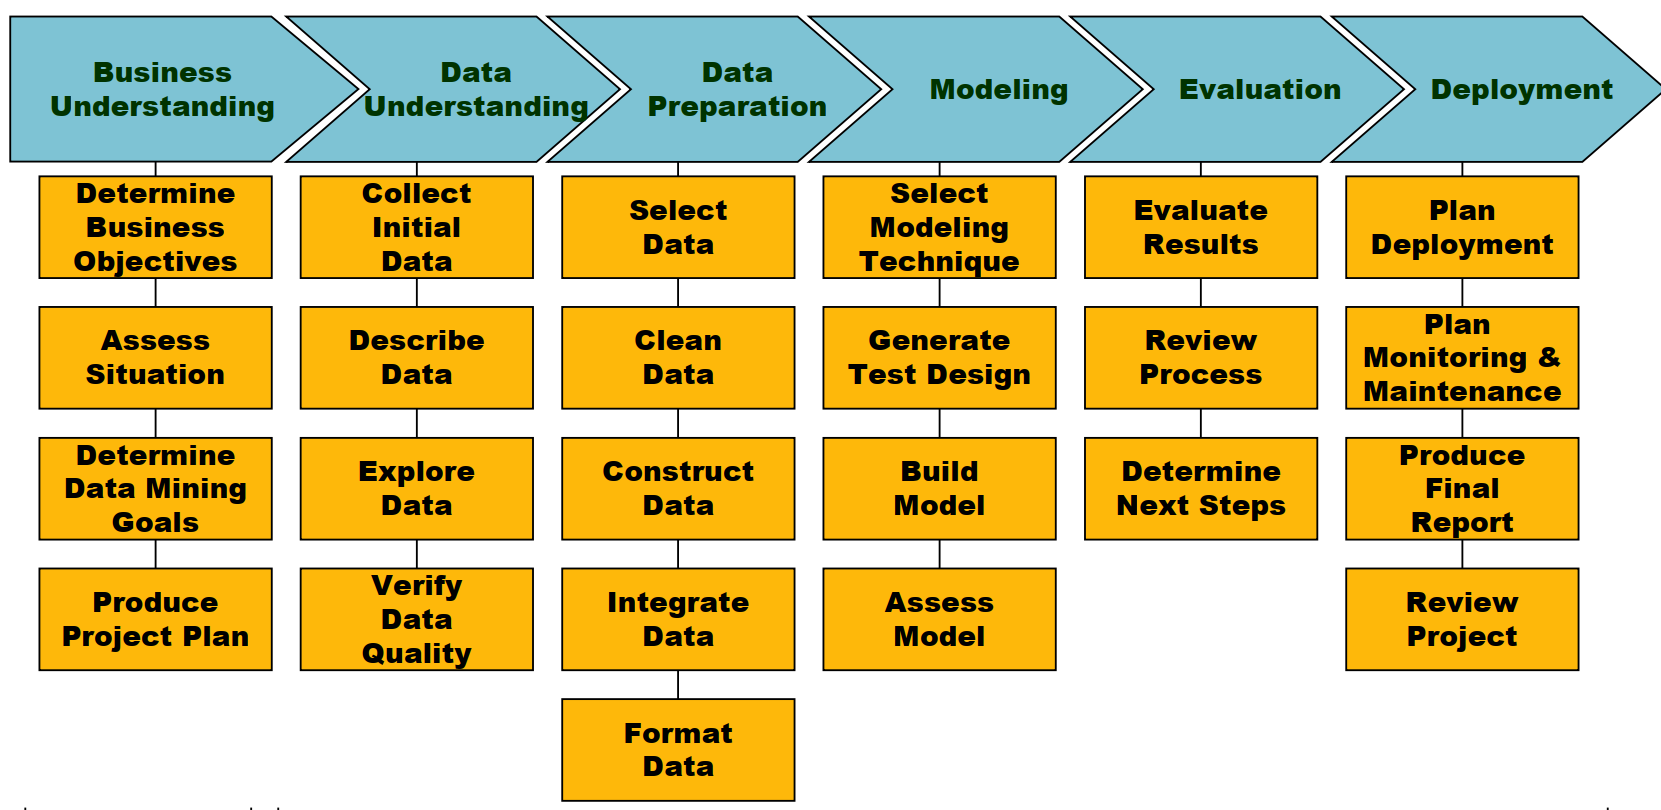 Business
Understanding
Data
Understanding
Data
Preparation
Modeling
Evaluation
Deployment
Determine
Business
Objectives
Assess
Situation
Determine
Data Mining
Goals
Produce
Project Plan
Collect
Initial
Data
Describe
Data
Explore
Data
Verify
Data
Quality
Select
Data
Clean
Data
Construct
Data
Integrate
Data
Format
Data
Select
Modeling
Technique
Generate
Test Design
Build
Model
Assess
Model
Evaluate
Results
Review
Process
Determine
Next Steps
Plan
Deployment
Plan
Monitoring &
Maintenance
Produce
Final
Report
Review
Project